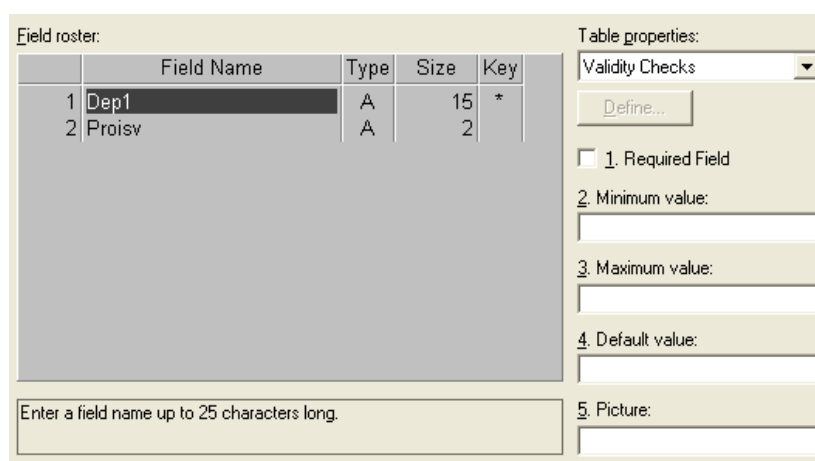 Field roster:
Field Name Type Size Key
1 Dep1 A 15 *
2 Proisv A 2
Enter a field name up to 25 characters long.
Table properties:
Validity Checks
Define...
1. Required Field
2. Minimum value:
3. Maximum value:
4. Default value:
5. Picture: